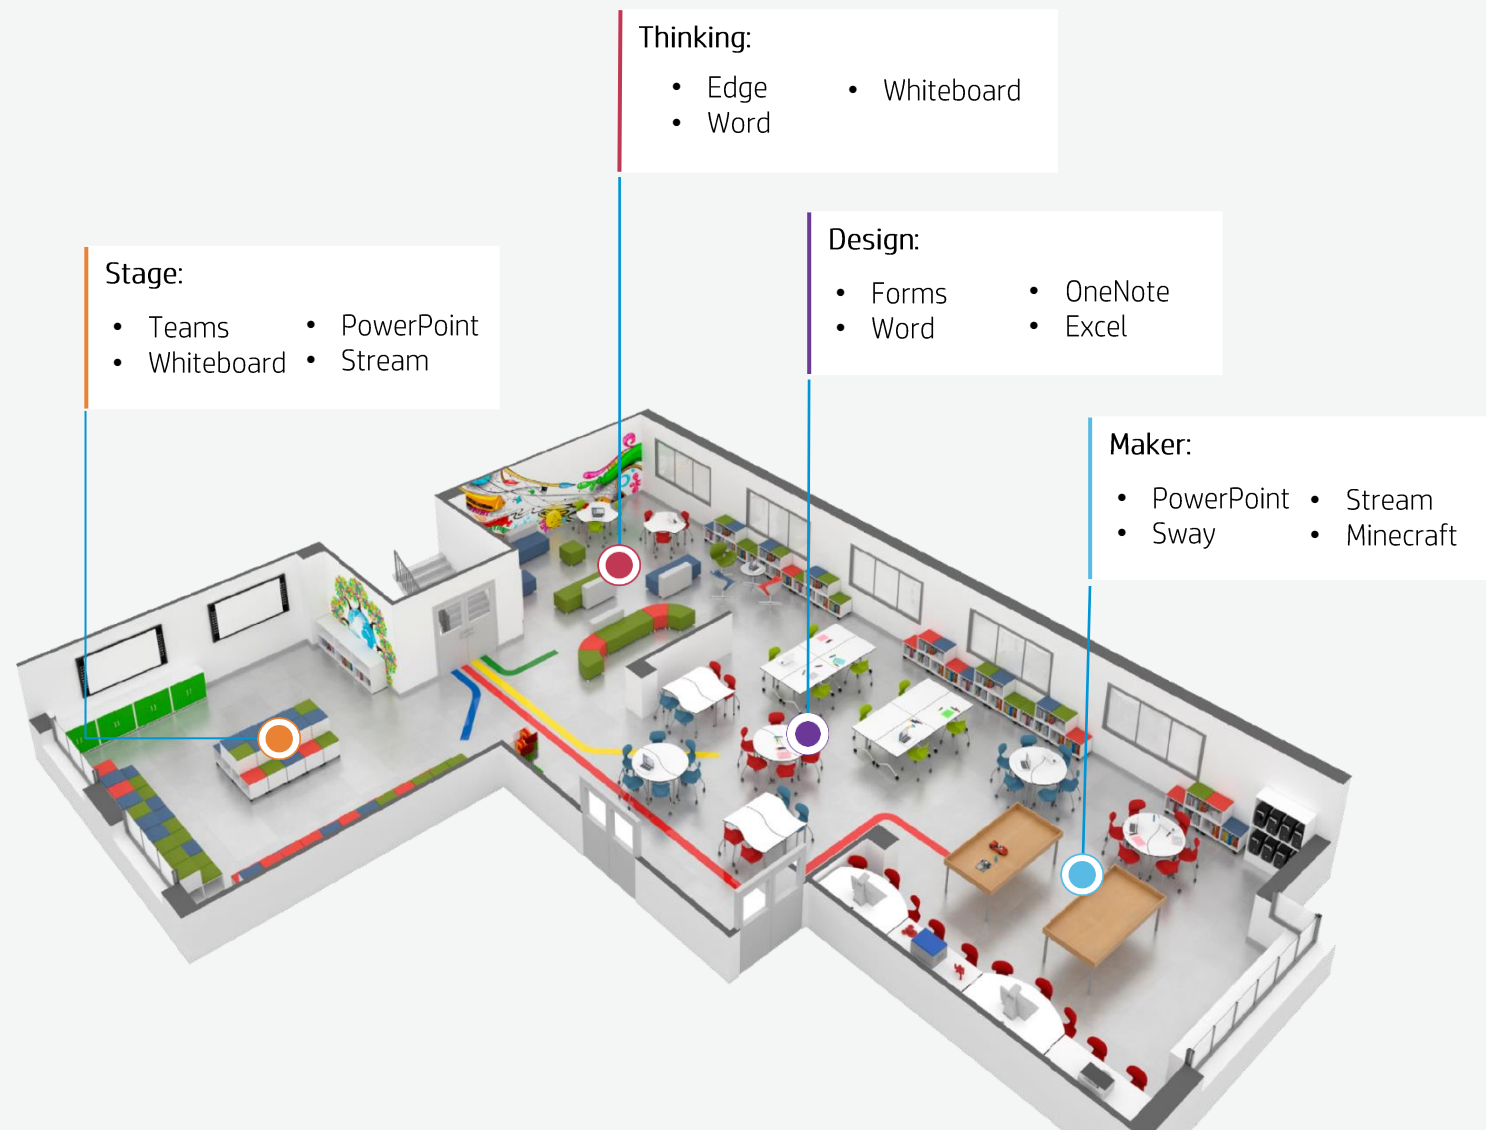 Thinking:
• Edge
• Word
• Whiteboard
Design:
• Forms
• Word
• OneNote
• Excel
Stage:
• Teams
• Whiteboard
• PowerPoint
• Stream
Maker:
• PowerPoint
• Sway
• Stream
• Minecraft